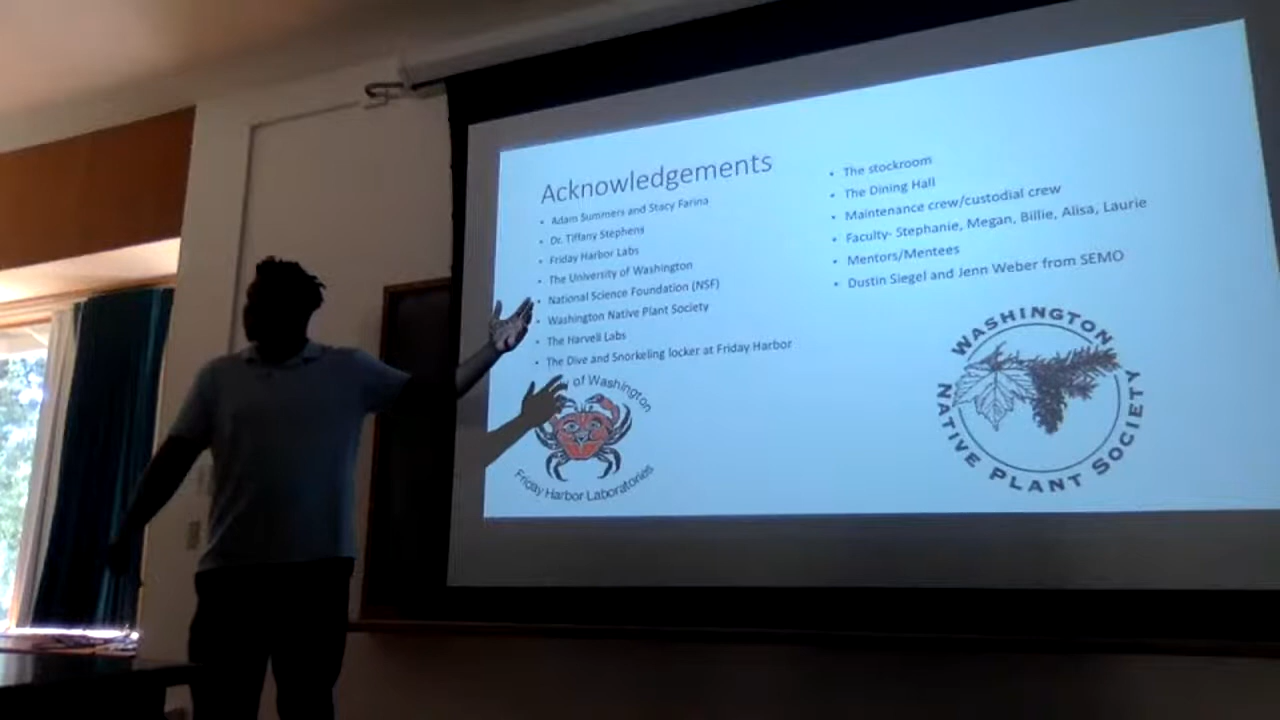 Acknowledgements
• Adam Summers and Stacy Farina
• Dr. Tiffany Stephens
• Friday Harbor Labs
• The University of Washington
• National Science Foundation (NSF)
• Washington Native Plant Society
• The Harvell Labs
• The Dive and Snorkeling locker at Friday Harbor
• The stockroom
• The Dining Hall
• Maintenance crew/custodial crew
• Faculty- Stephanie, Megan, Billie, Alisa, Laurie
• Mentors/Mentees
• Dustin Siegel and Jenn Weber from SEMO
of Washington
Friday Harbor Laboratories
WASHINGTON
NATIVE PLANT SOCIETY